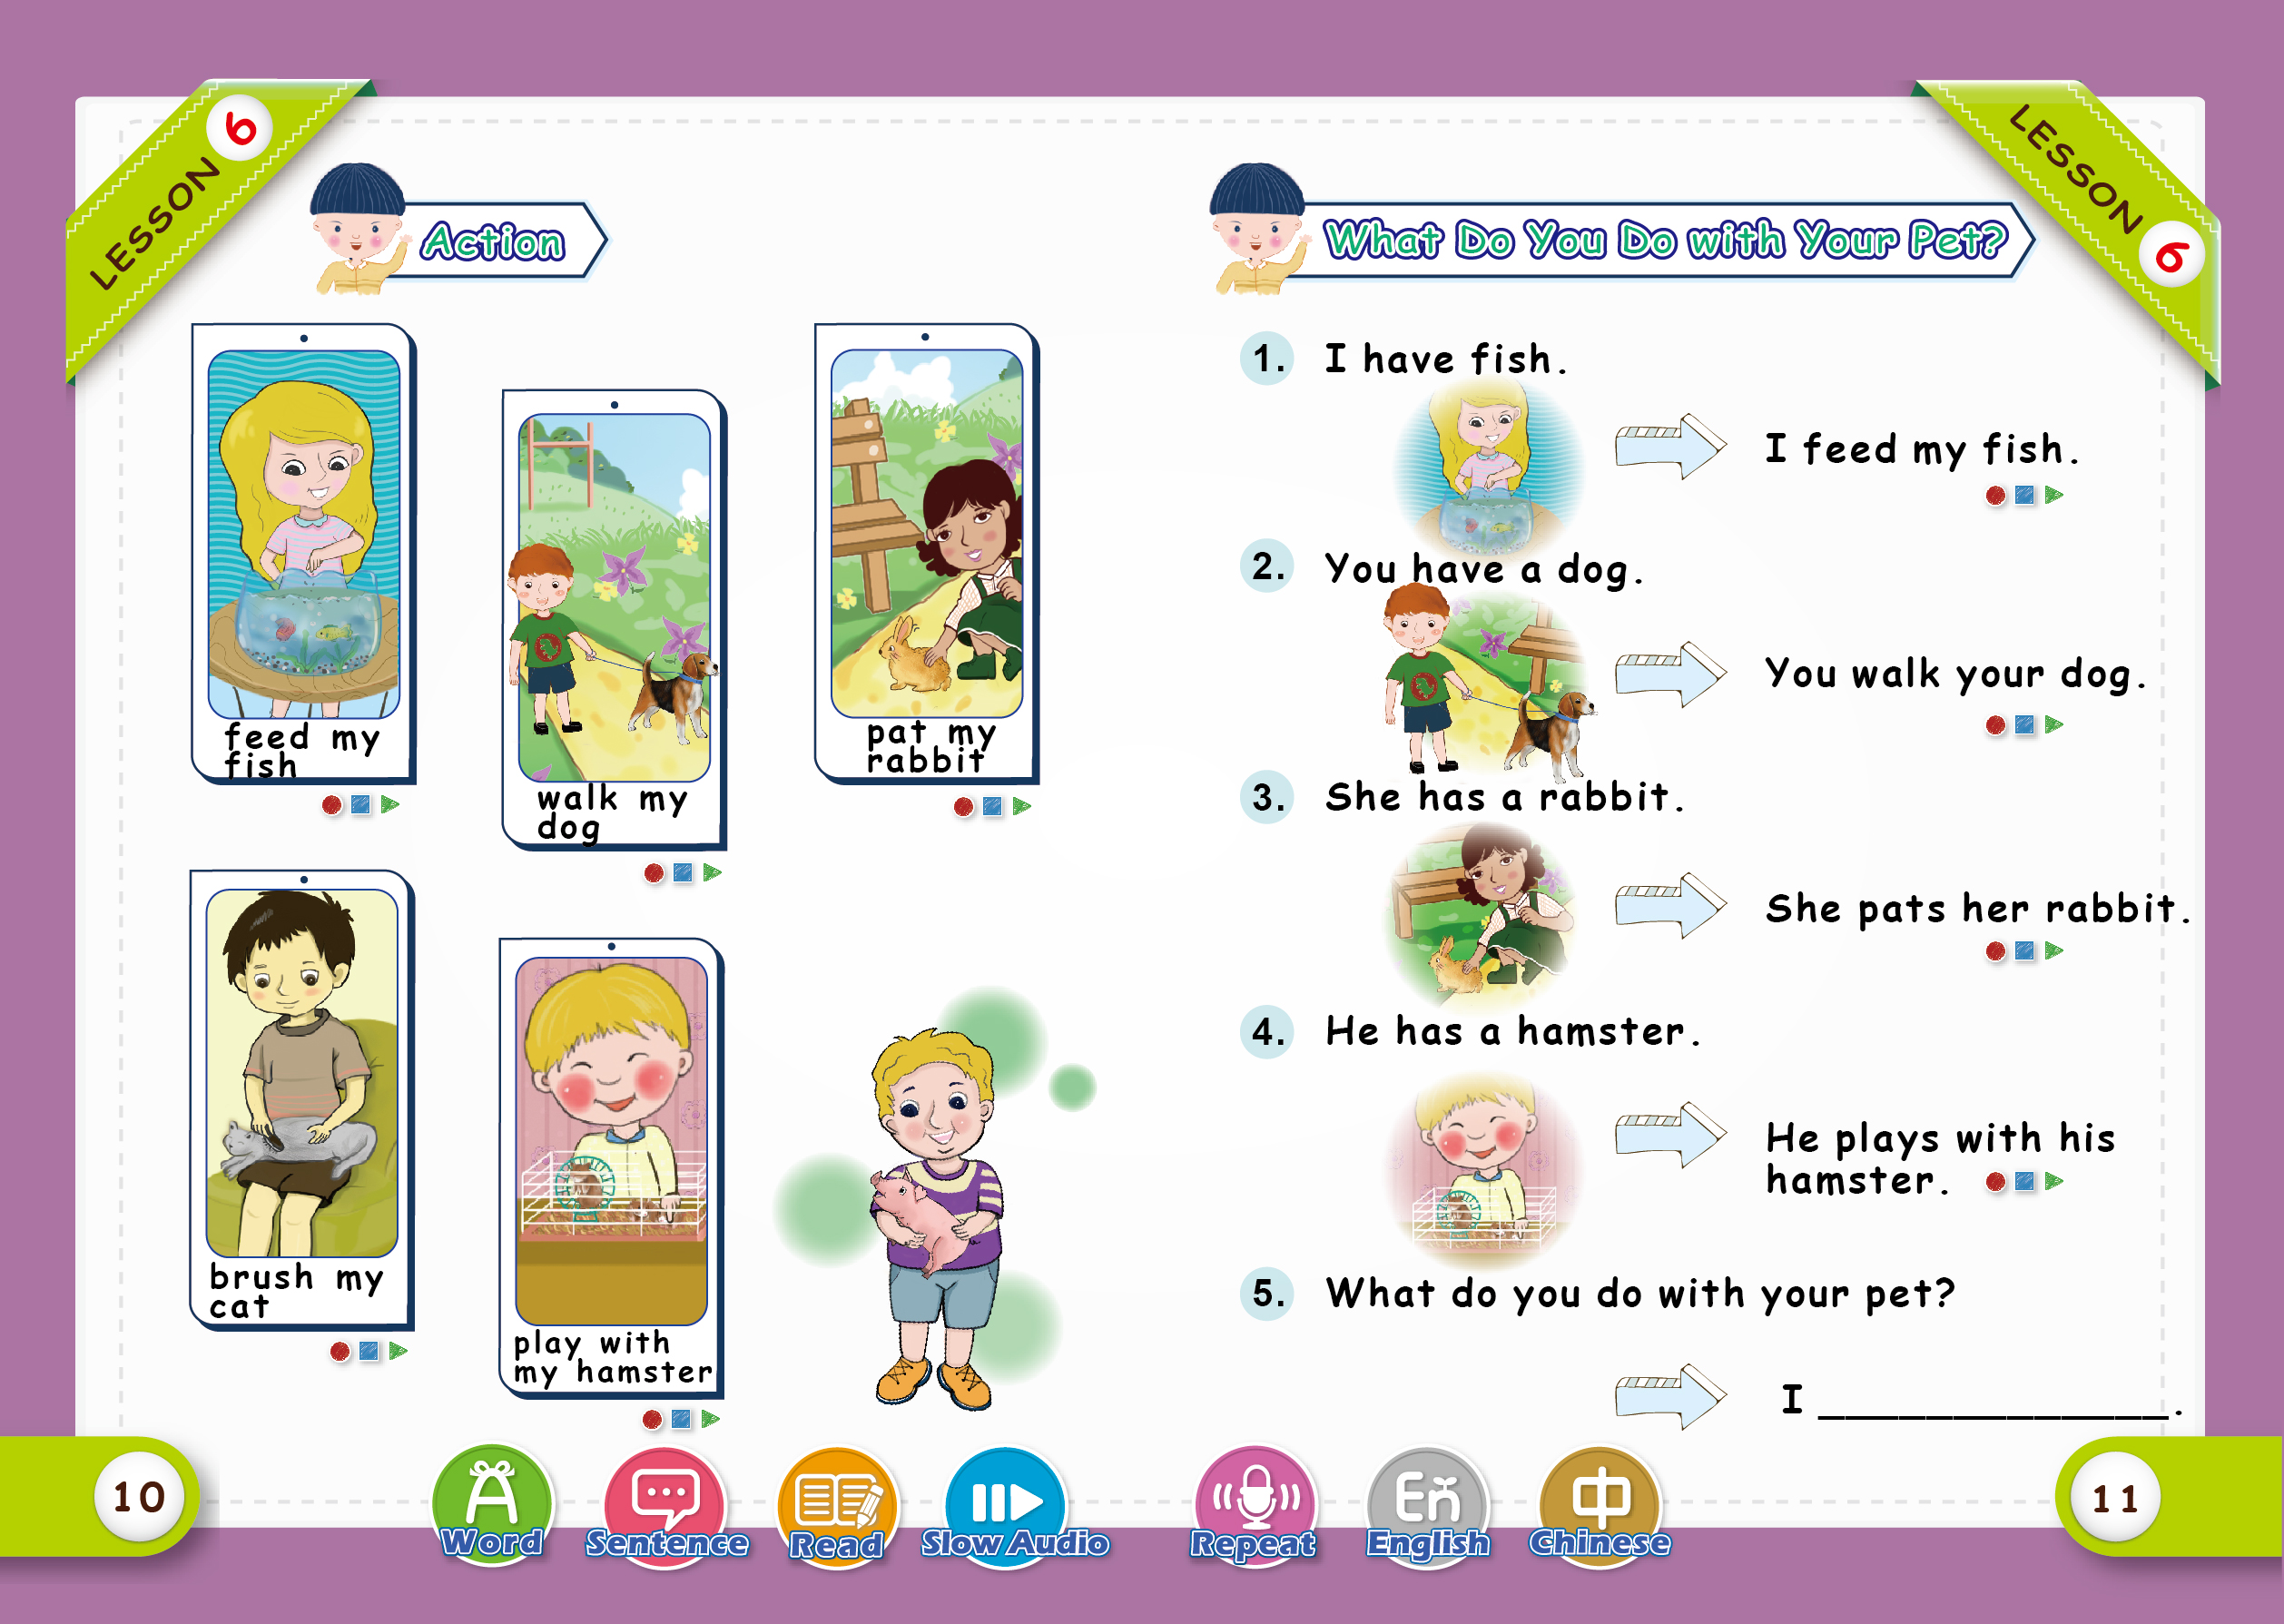 LESSON 6
Action
feed my
fish
walk my
dog
pat my
rabbit
brush my
cat
play with
my hamster
10
LESSON 6
What Do You Do with Your Pet?
1. I have fish.
I feed my fish.
2. You have a dog.
You walk your dog.
3. She has a rabbit.
She pats her rabbit.
4. He has a hamster.
He plays with his
hamster.
5. What do you do with your pet?
I _____________.
11
A
Word
Sentence
Read
Slow Audio
Repeat
En
English
中
Chinese